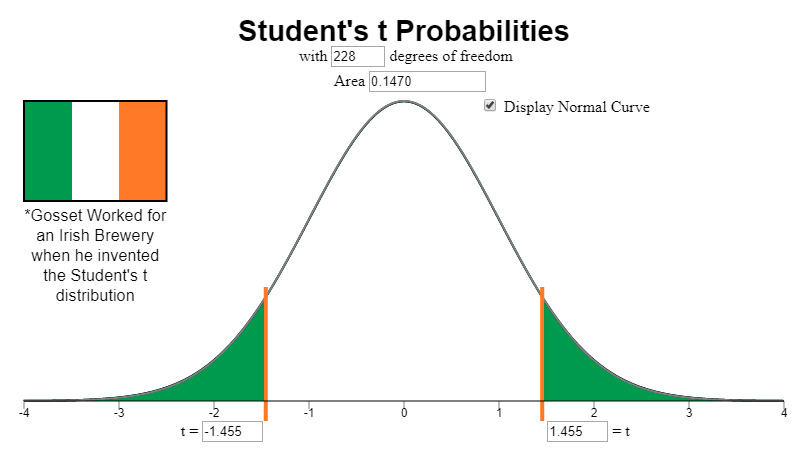 Student's t Probabilities
with 228 degrees of freedom
Area 0.1470
Display Normal Curve
*Gosset Worked for
an Irish Brewery
when he invented
the Student's t
distribution
-4 -3 -2 -1 0 1 2 3 4
t = -1.455 1.455 = t